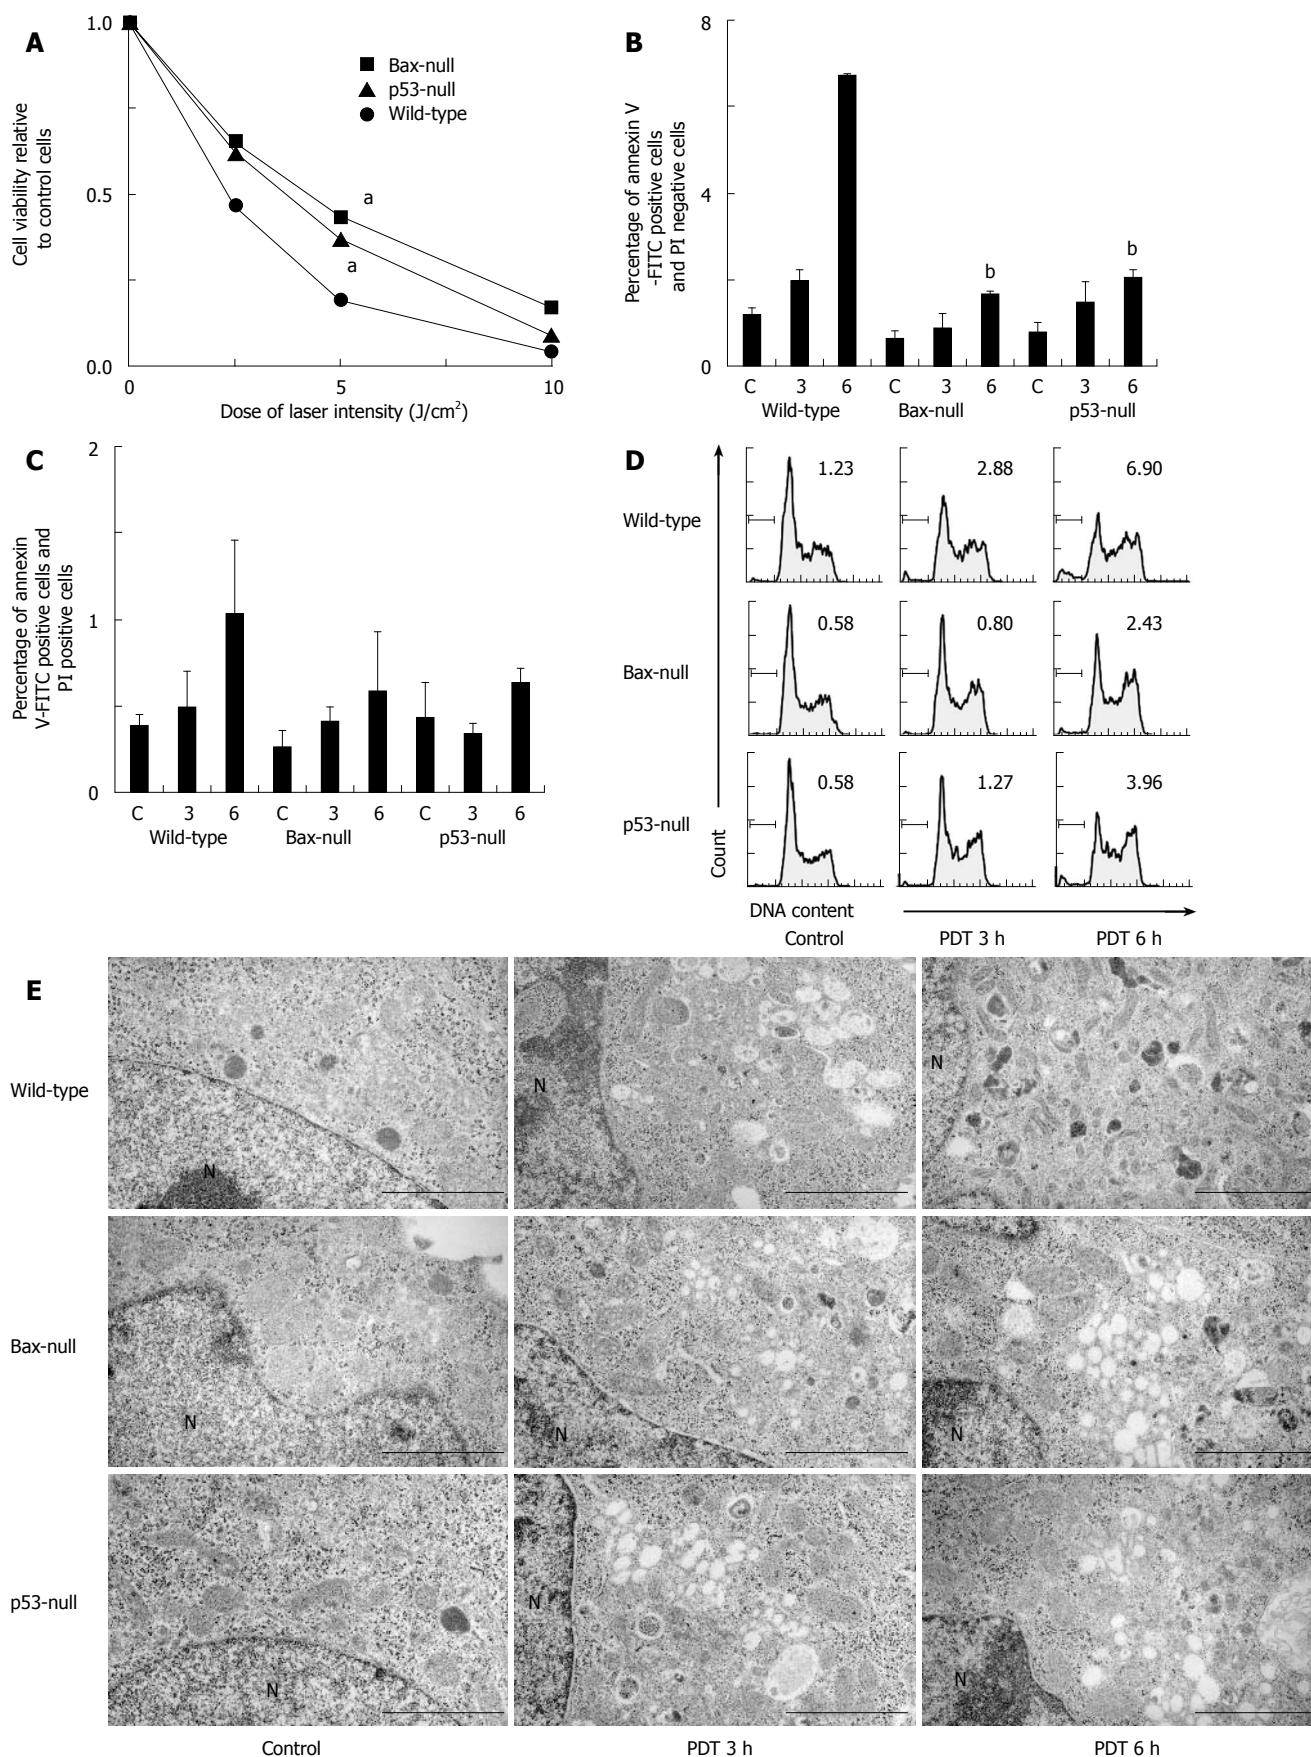 A
1.0
0.5
0.0
Cell viability relative
to control cells
Bax-null
p53-null
Wild-type
a
a
0 5 10
Dose of laser intensity (J/cm²)
B
8
4
0
Percentage of annexin V
-FITC positive cells
and PI negative cells
b
b
C 3 6 C 3 6 C 3 6
Wild-type Bax-null p53-null
C
2
1
0
Percentage of annexin
V-FITC positive cells and
PI positive cells
C 3 6 C 3 6 C 3 6
Wild-type Bax-null p53-null
D
Wild-type
1.23 2.88 6.90
Bax-null
0.58 0.80 2.43
p53-null
0.58 1.27 3.96
Count
DNA content
Control PDT 3 h PDT 6 h
E
Wild-type
N N N
Bax-null
N N N
p53-null
N N N
Control PDT 3 h PDT 6 h